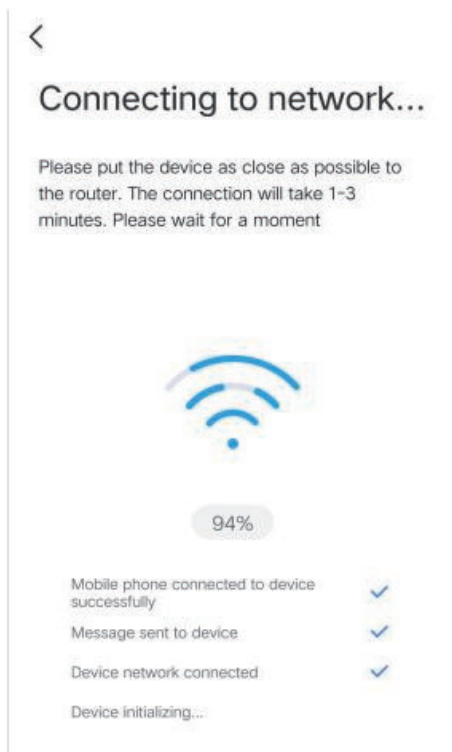 Connecting to network...
Please put the device as close as possible to
the router. The connection will take 1-3
minutes. Please wait for a moment
94%
Mobile phone connected to device
successfully
Message sent to device
Device network connected
Device initializing...